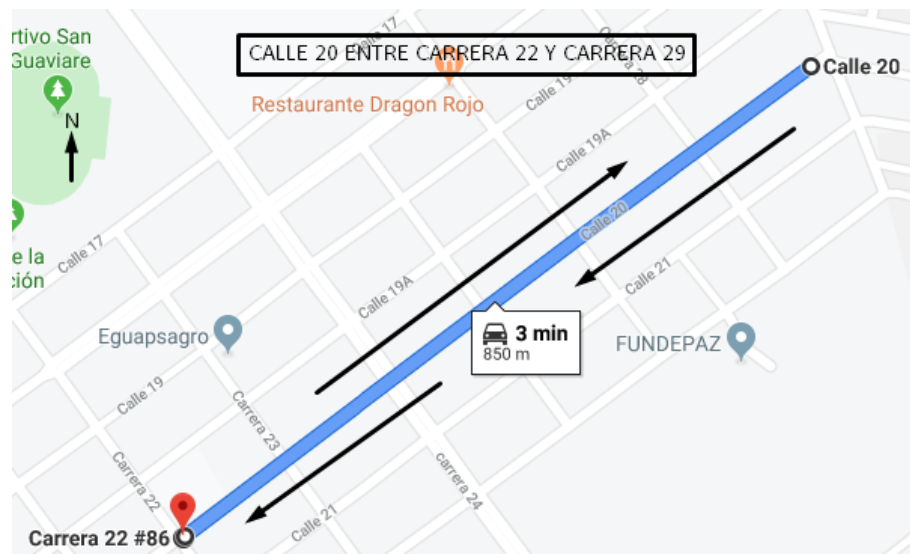 rtivo San
Guaviare
Calle 17
CALLE 20 ENTRE CARRERA 22 Y CARRERA 29
Calle 20
Restaurante Dragon Rojo
Calle 19
Calle 19A
N
Calle 20
e la
ión
Calle 17
Calle 21
Calle 19A
3 min
850 m
Eguapsagro
FUNDEPAZ
Calle 19
Carrera 23
carrera 24
Carrera 22
Calle 21
Carrera 22 #86